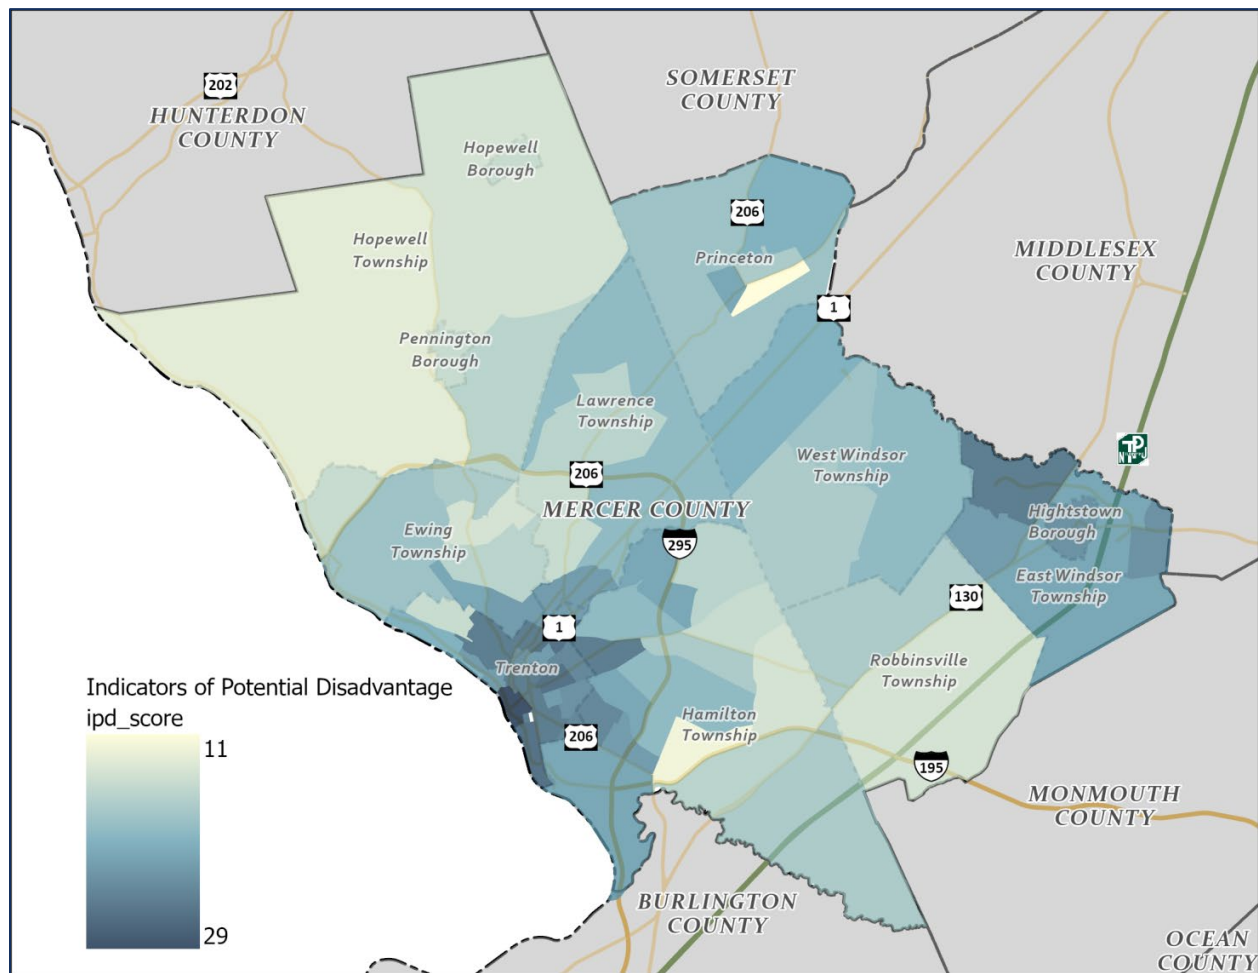 202
HUNTERDON
COUNTY
SOMERSET
COUNTY
Hopewell
Borough
206
Hopewell
Township
Princeton
MIDDLESEX
COUNTY
1
Pennington
Borough
Lawrence
Township
West Windsor
Township
206
MERCER COUNTY
Hightstown
Borough
Ewing
Township
295
East Windsor
Township
130
1
Trenton
Robbinsville
Township
Indicators of Potential Disadvantage
ipd_score
11
29
Hamilton
Township
206
195
MONMOUTH
COUNTY
BURLINGTON
COUNTY
OCEAN
COUNTY